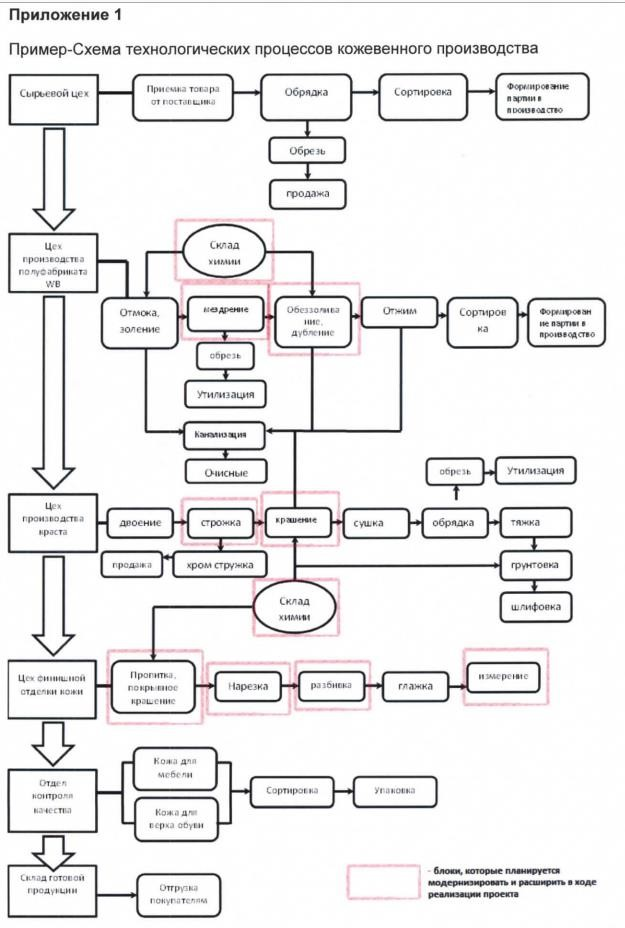 Приложение 1
Пример-Схема технологических процессов кожевенного производства
Сырьевой цех
Приемка товара
от поставщика
Обрядка
Сортировка
Формирование
партии в
производство
Обрезь
продажа
Цех
производства
полуфабриката
WB
Склад
химии
Отмока,
золение
мездрение
Обеззолива
ние,
дубление
Отжим
Сортиров
ка
Формирован
ие партии в
производство
обрезь
Утилизация
Канализация
Очистные
обрезь
Утилизация
Цех
производства
краста
двоение
строжка
крашение
сушка
обрядка
тяжка
продажа
хром стружка
грунтовка
Склад
химии
шлифовка
Цех финишной
отделки кожи
Пропитка,
покрывное
крашение
Нарезка
разбивка
глажка
измерение
Отдел
контроля
качества
Кожа для
мебели
Кожа для
верха обуви
Сортировка
Упаковка
Склад готовой
продукции
Отгрузка
покупателям
- блоки, которые планируется
модернизировать и расширить в ходе
реализации проекта